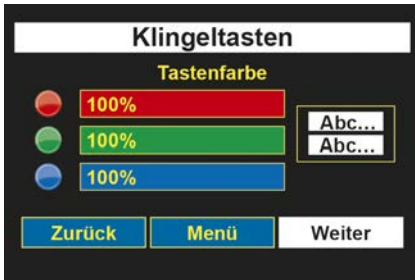 Klingeltasten
Tastenfarbe
100%
100%
100%
Abc...
Abc...
Zurück Menü Weiter